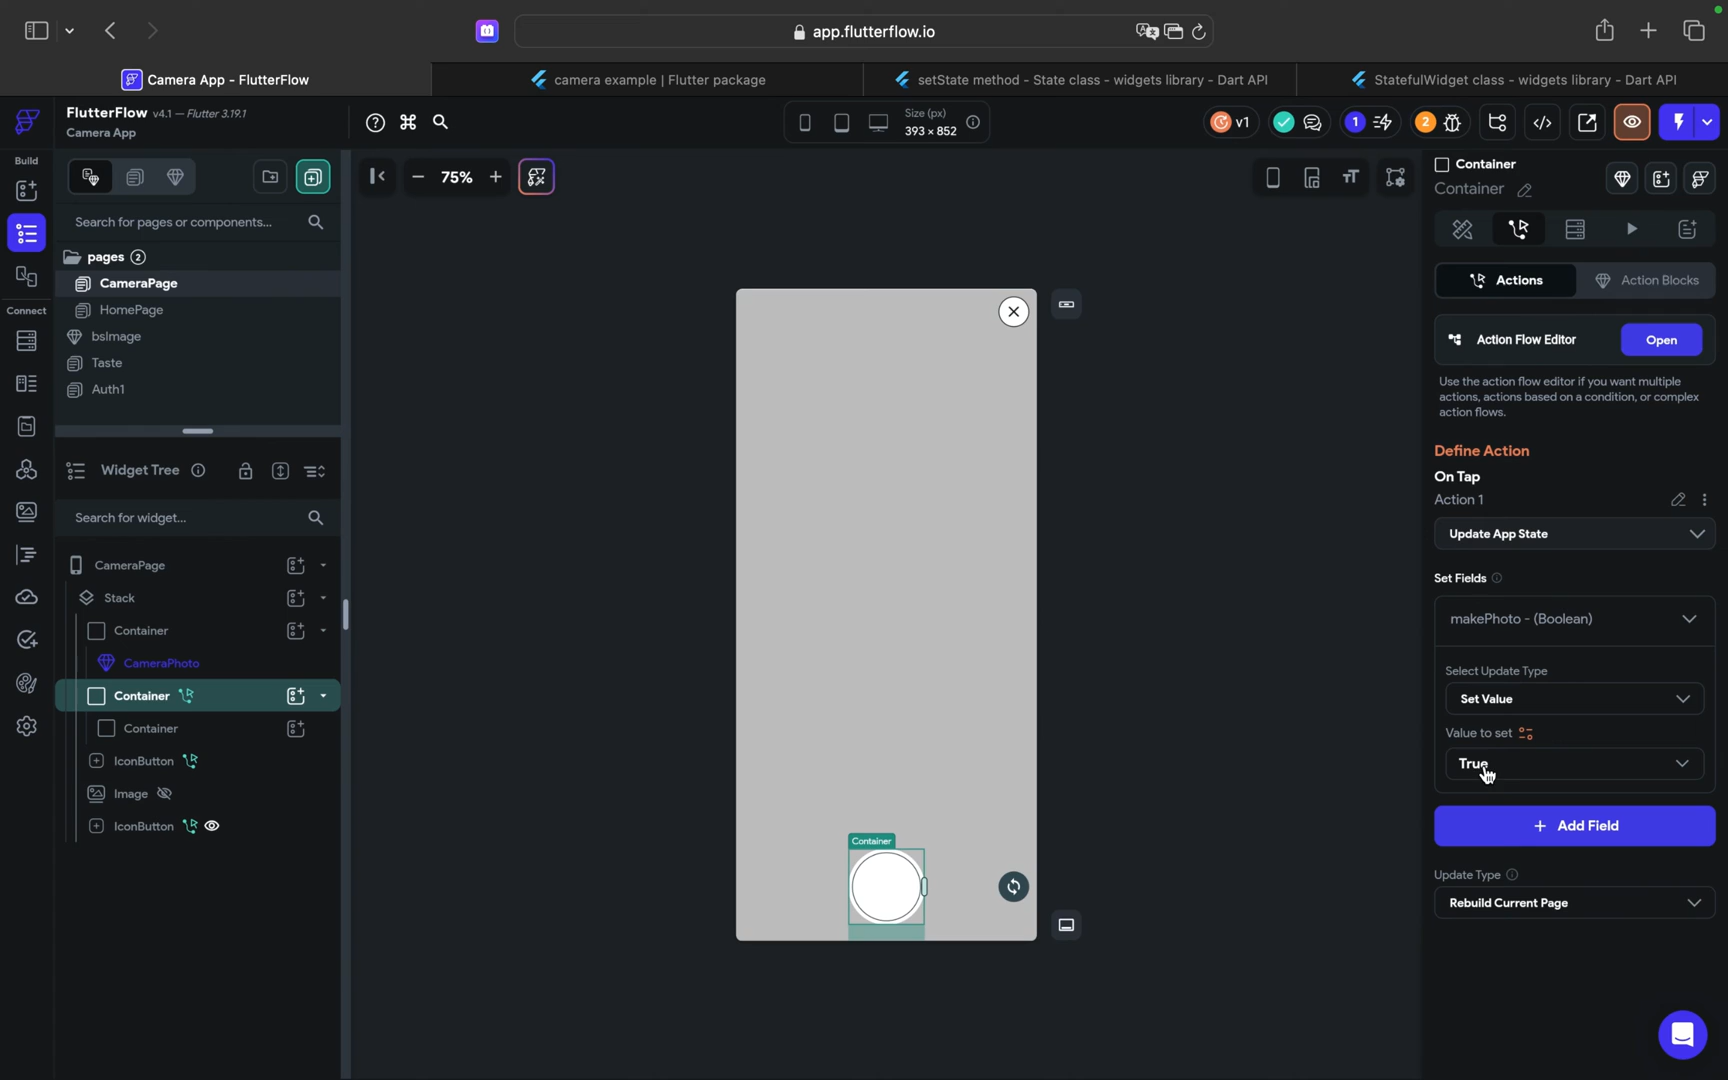 app.flutterflow.io
Camera App - FlutterFlow
camera example | Flutter package
setState method - State class - widgets library - Dart API
StatefulWidget class - widgets library - Dart API
FlutterFlow v4.1 – Flutter 3.19.1
Camera App
Size (px)
393 × 852
v1
1
2
Build
Connect
75%
Search for pages or components...
pages 2
CameraPage
HomePage
bsImage
Taste
Auth1
Widget Tree
Search for widget...
CameraPage
Stack
Container
CameraPhoto
Container
Container
IconButton
Image
IconButton
Container
Container
Container
Actions
Action Blocks
Action Flow Editor
Open
Use the action flow editor if you want multiple
actions, actions based on a condition, or complex
action flows.
Define Action
On Tap
Action 1
Update App State
Set Fields
makePhoto - (Boolean)
Select Update Type
Set Value
Value to set
True
+ Add Field
Update Type
Rebuild Current Page